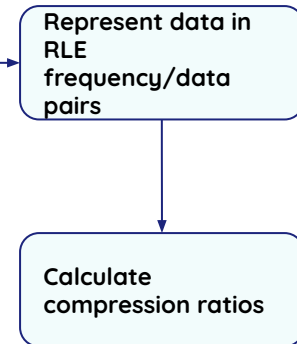 Represent data in
RLE
frequency/data
pairs
Calculate
compression ratios